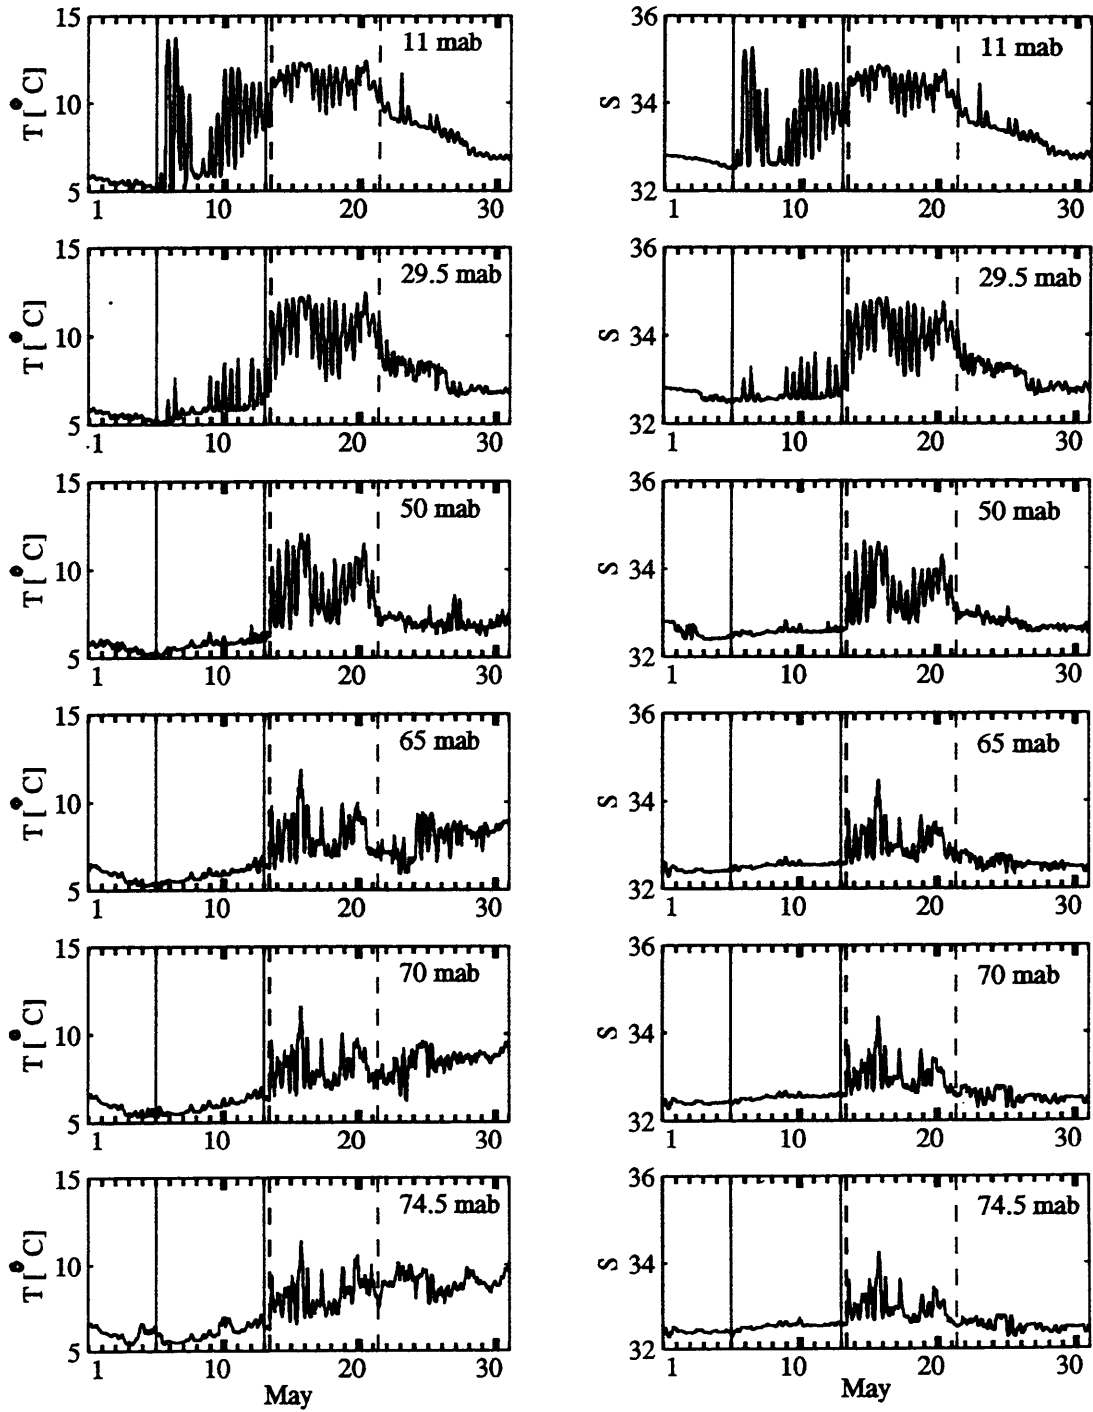 15 11 mab
T [°C] 10
5
1 10 20 30
36 11 mab
S 34
32
1 10 20 30
15 29.5 mab
T [°C] 10
5
1 10 20 30
36 29.5 mab
S 34
32
1 10 20 30
15 50 mab
T [°C] 10
5
1 10 20 30
36 50 mab
S 34
32
1 10 20 30
15 65 mab
T [°C] 10
5
1 10 20 30
36 65 mab
S 34
32
1 10 20 30
15 70 mab
T [°C] 10
5
1 10 20 30
36 70 mab
S 34
32
1 10 20 30
15 74.5 mab
T [°C] 10
5
1 10 20 30
May
36 74.5 mab
S 34
32
1 10 20 30
May